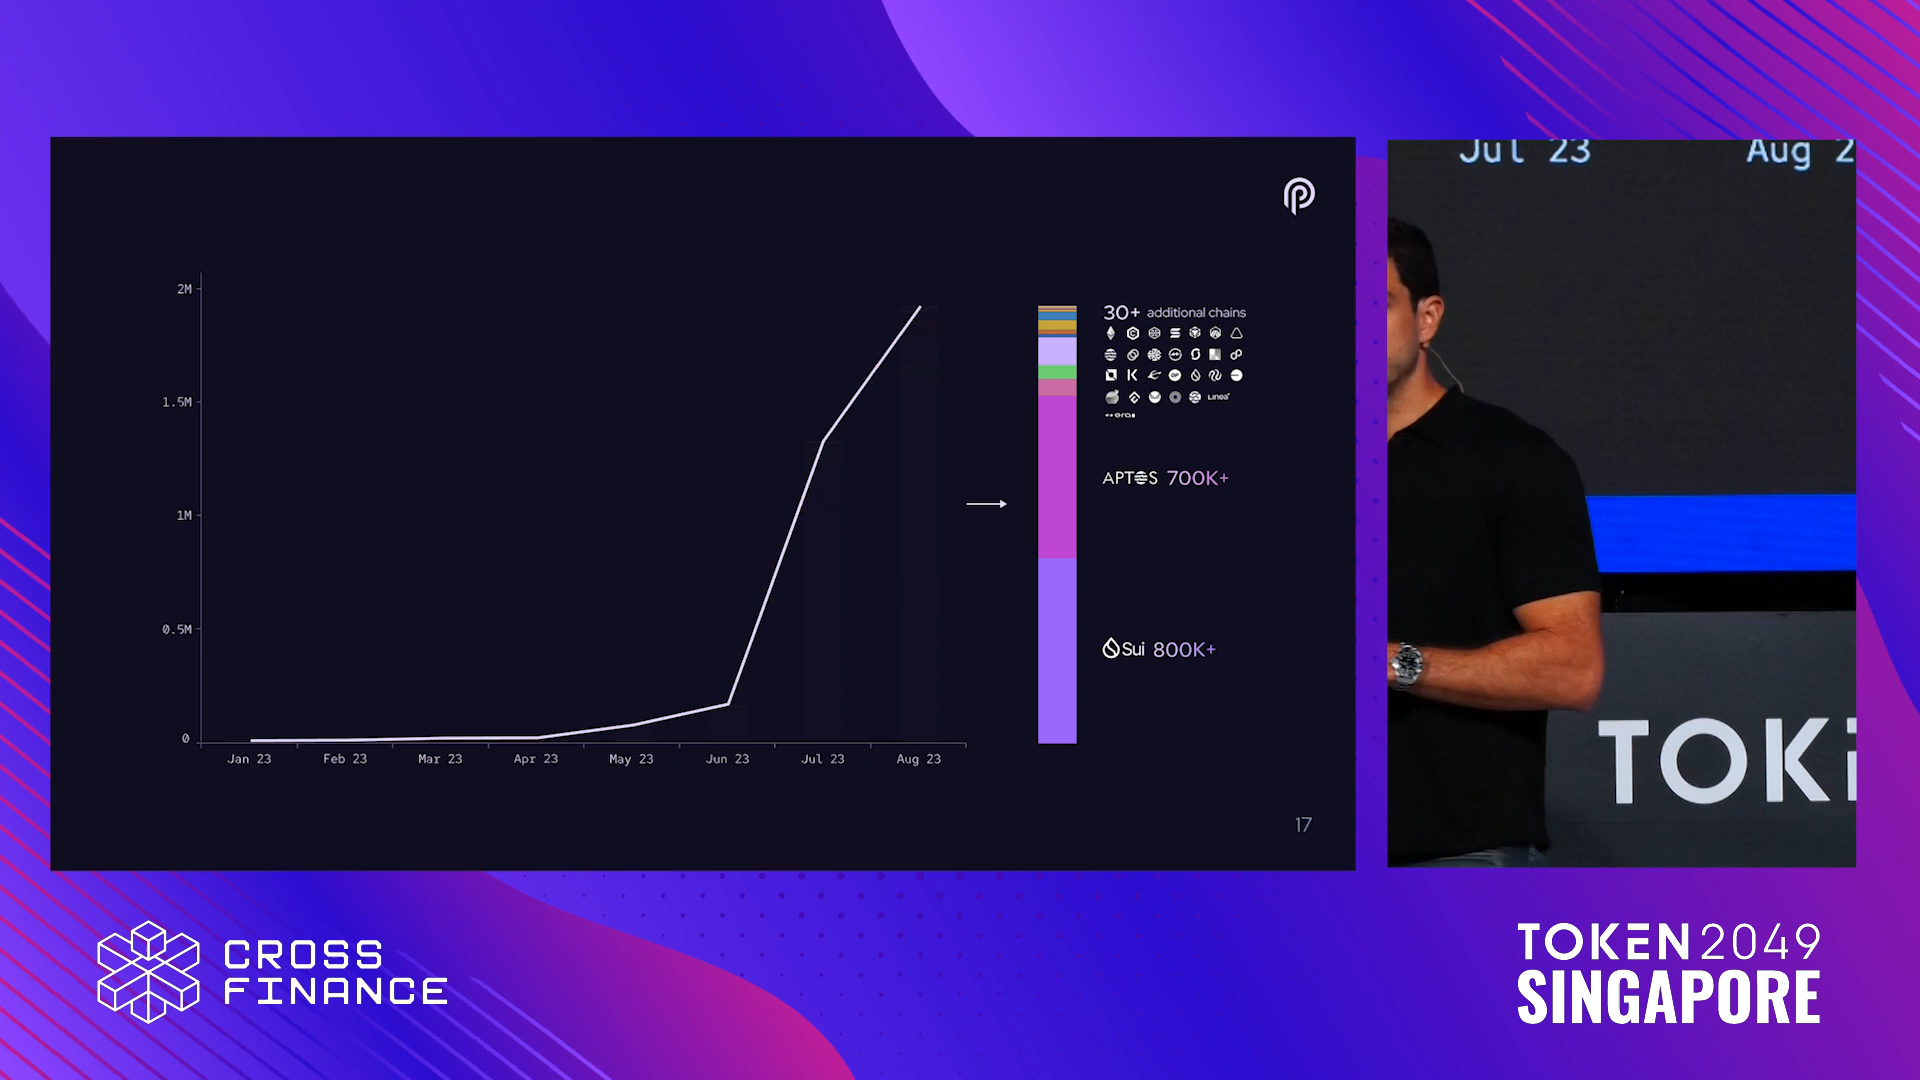 2M
1.5M
1M
0.5M
0
Jan 23
Feb 23
Mar 23
Apr 23
May 23
Jun 23
Jul 23
Aug 23
30+ additional chains
K
OP
Linea
era
APTOS 700K+
Sui 800K+
17
Jul 23
Aug 2
TOK
CROSS
FINANCE
TOKEN2049
SINGAPORE